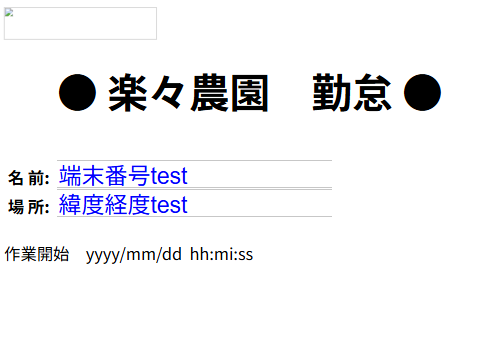 ● 楽々農園　勤怠 ●
名 前: 端末番号test
場 所: 緯度経度test
作業開始　yyyy/mm/dd hh:mi:ss